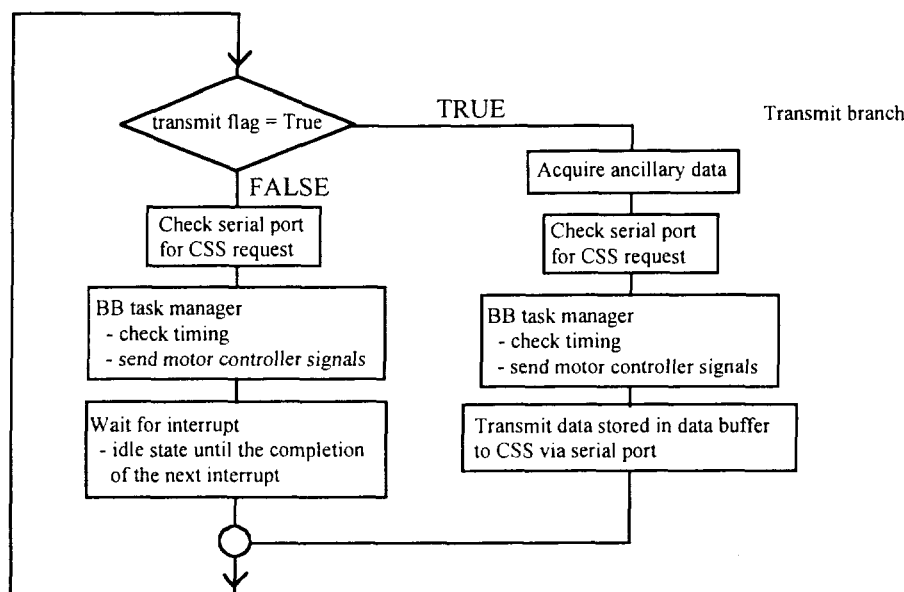 transmit flag = True
TRUE
Transmit branch
FALSE
Check serial port
for CSS request
BB task manager
- check timing
- send motor controller signals
Wait for interrupt
- idle state until the completion
of the next interrupt
Acquire ancillary data
Check serial port
for CSS request
BB task manager
- check timing
- send motor controller signals
Transmit data stored in data buffer
to CSS via serial port